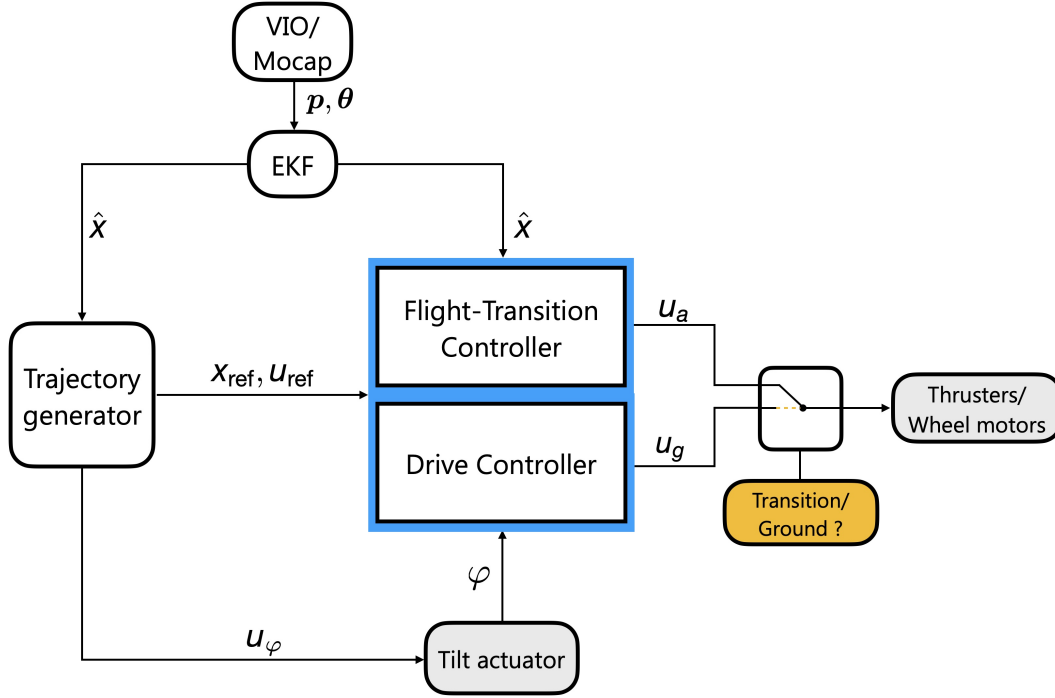 VIO/
Mocap
p, θ
EKF
x̂
x̂
Flight-Transition
Controller
u_a
Trajectory
generator
x_ref, u_ref
Thrusters/
Wheel motors
Drive Controller
u_g
Transition/
Ground ?
φ
u_φ
Tilt actuator